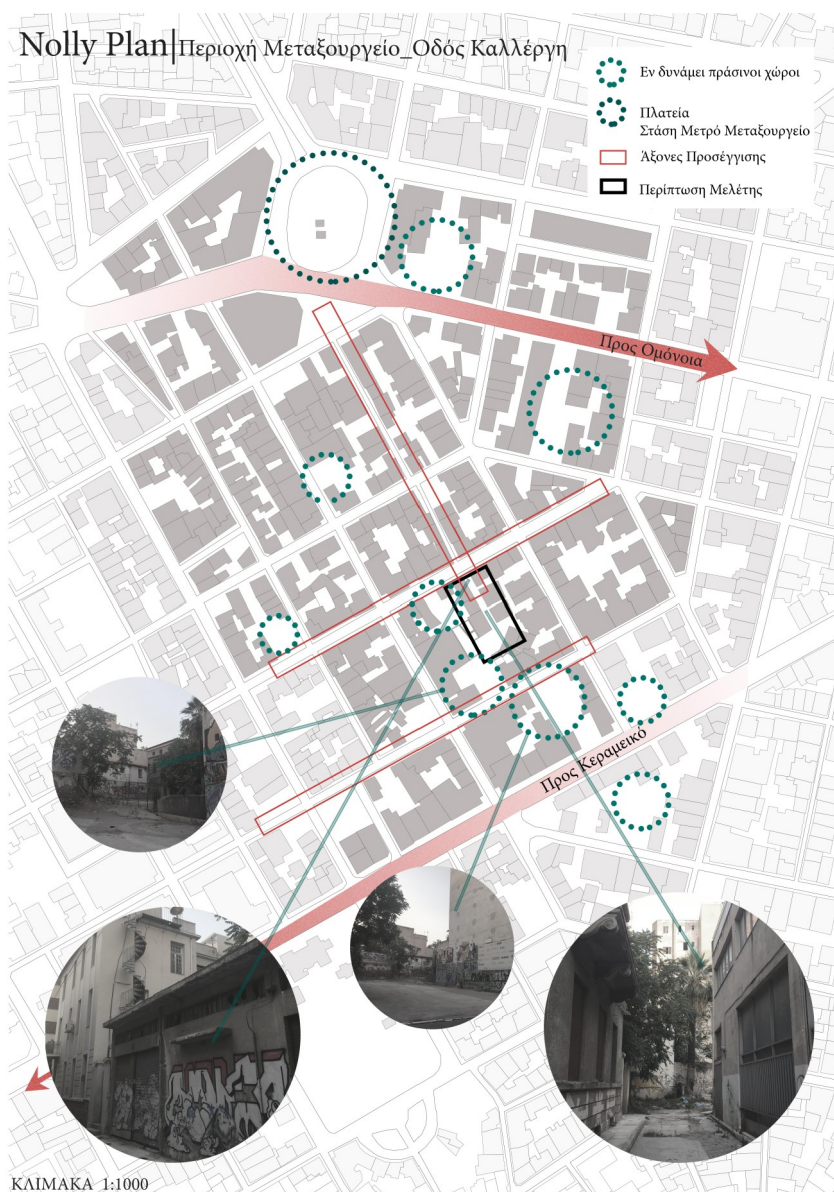 Nolly Plan|Περιοχή Μεταξουργείο_Οδός Καλλέργη
Εν δυνάμει πράσινοι χώροι
Πλατεία
Στάση Μετρό Μεταξουργείο
Άξονες Προσέγγισης
Περίπτωση Μελέτης
Προς Ομόνοια
Προς Κεραμεικό
ΚΛΙΜΑΚΑ 1:1000